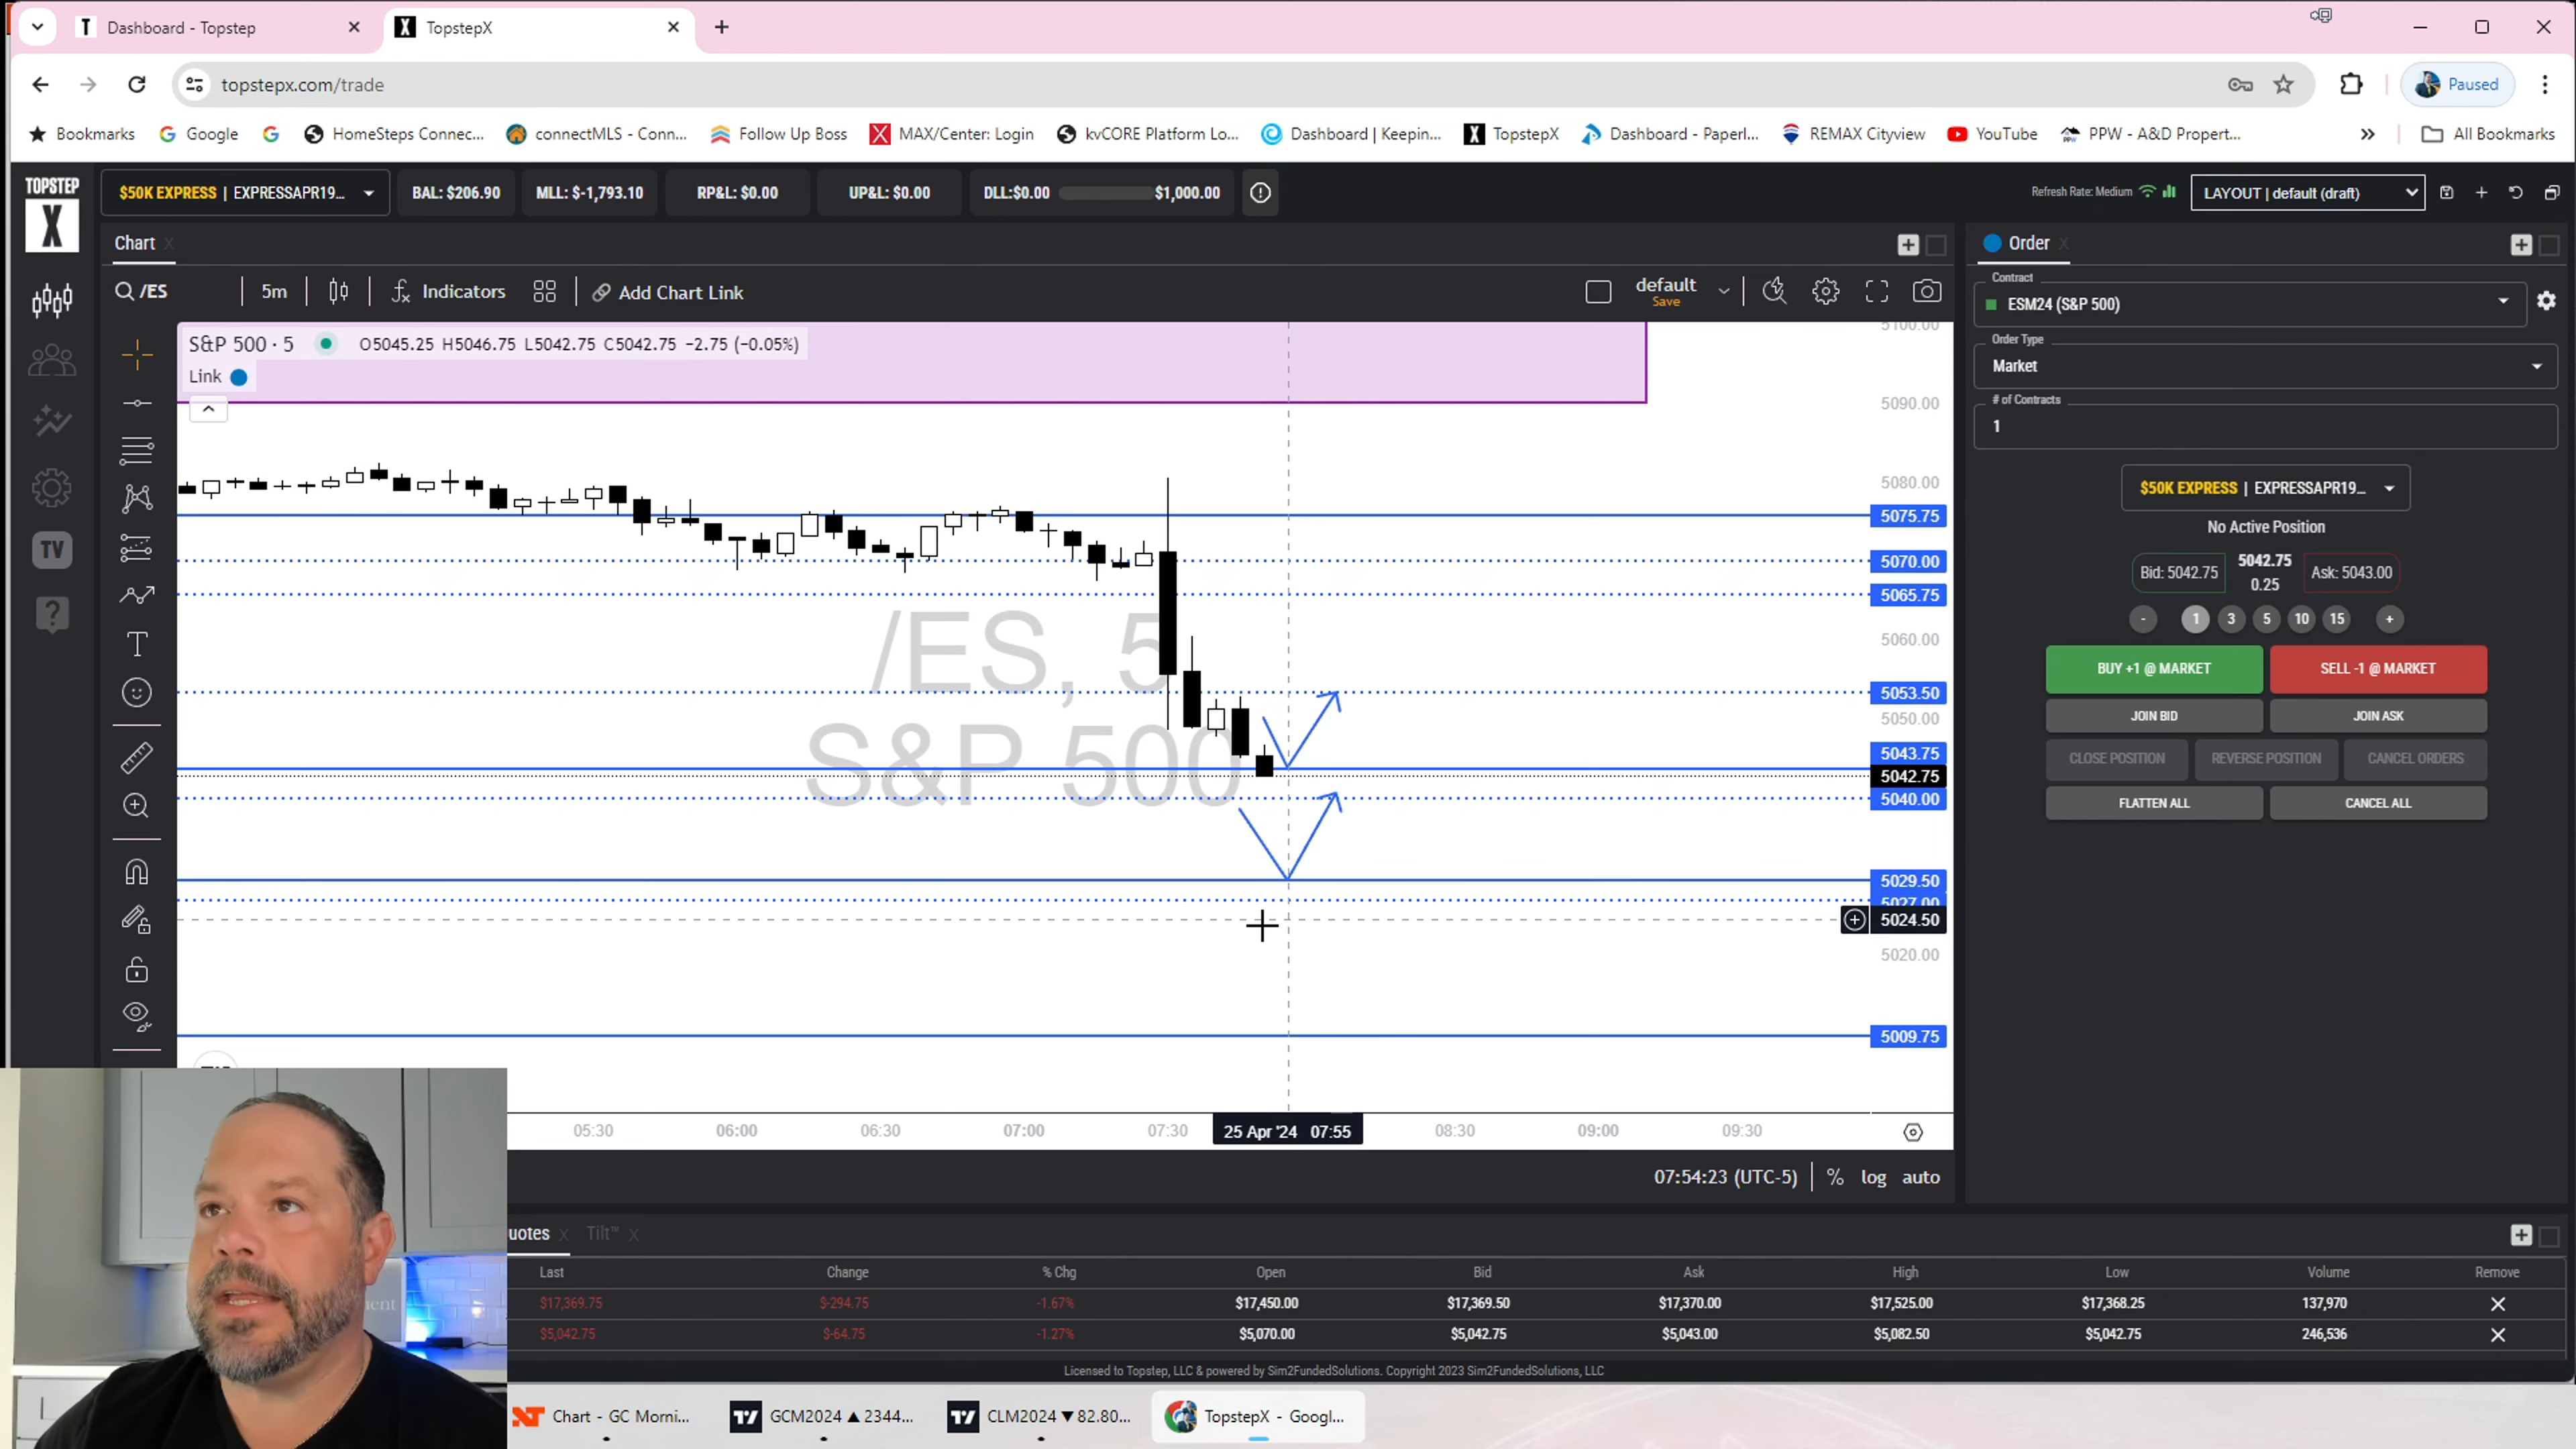 Dashboard - Topstep
TopstepX
topstepx.com/trade
Paused
Bookmarks
Google
HomeSteps Connec...
connectMLS - Conn...
Follow Up Boss
MAX/Center: Login
kvCORE Platform Lo...
Dashboard | Keepin...
TopstepX
Dashboard - Paperl...
REMAX Cityview
YouTube
PPW - A&D Propert...
»
All Bookmarks
TOPSTEP
X
$50K EXPRESS | EXPRESSAPR19...
BAL: $206.90
MLL: $-1,793.10
RP&L: $0.00
UP&L: $0.00
DLL:$0.00 $1,000.00
Refresh Rate: Medium
LAYOUT | default (draft)
Chart
Order
/ES
5m
Indicators
Add Chart Link
default
Save
S&P 500 · 5 O5045.25 H5046.75 L5042.75 C5042.75 -2.75 (-0.05%)
Link
TV
/ES, 5
S&P 500
5100.00
5090.00
5080.00
5075.75
5070.00
5065.75
5060.00
5053.50
5050.00
5043.75
5042.75
5040.00
5029.50
5027.00
5024.50
5020.00
5009.75
05:30
06:00
06:30
07:00
07:30
25 Apr '24 07:55
08:30
09:00
09:30
07:54:23 (UTC-5) % log auto
Contract
ESM24 (S&P 500)
Order Type
Market
# of Contracts
1
$50K EXPRESS | EXPRESSAPR19...
No Active Position
Bid: 5042.75
5042.75
0.25
Ask: 5043.00
- 1 3 5 10 15 +
BUY +1 @ MARKET
SELL -1 @ MARKET
JOIN BID
JOIN ASK
CLOSE POSITION
REVERSE POSITION
CANCEL ORDERS
FLATTEN ALL
CANCEL ALL
uotes
Tilt™
Last Change % Chg Open Bid Ask High Low Volume Remove
$17,369.75 $-294.75 -1.67% $17,450.00 $17,369.50 $17,370.00 $17,525.00 $17,368.25 137,970
$5,042.75 $-64.75 -1.27% $5,070.00 $5,042.75 $5,043.00 $5,082.50 $5,042.75 246,536
Licensed to Topstep, LLC & powered by Sim2FundedSolutions. Copyright 2023 Sim2FundedSolutions, LLC
Chart - GC Morni...
GCM2024 ▲ 2344...
CLM2024 ▼ 82.80...
TopstepX - Googl...